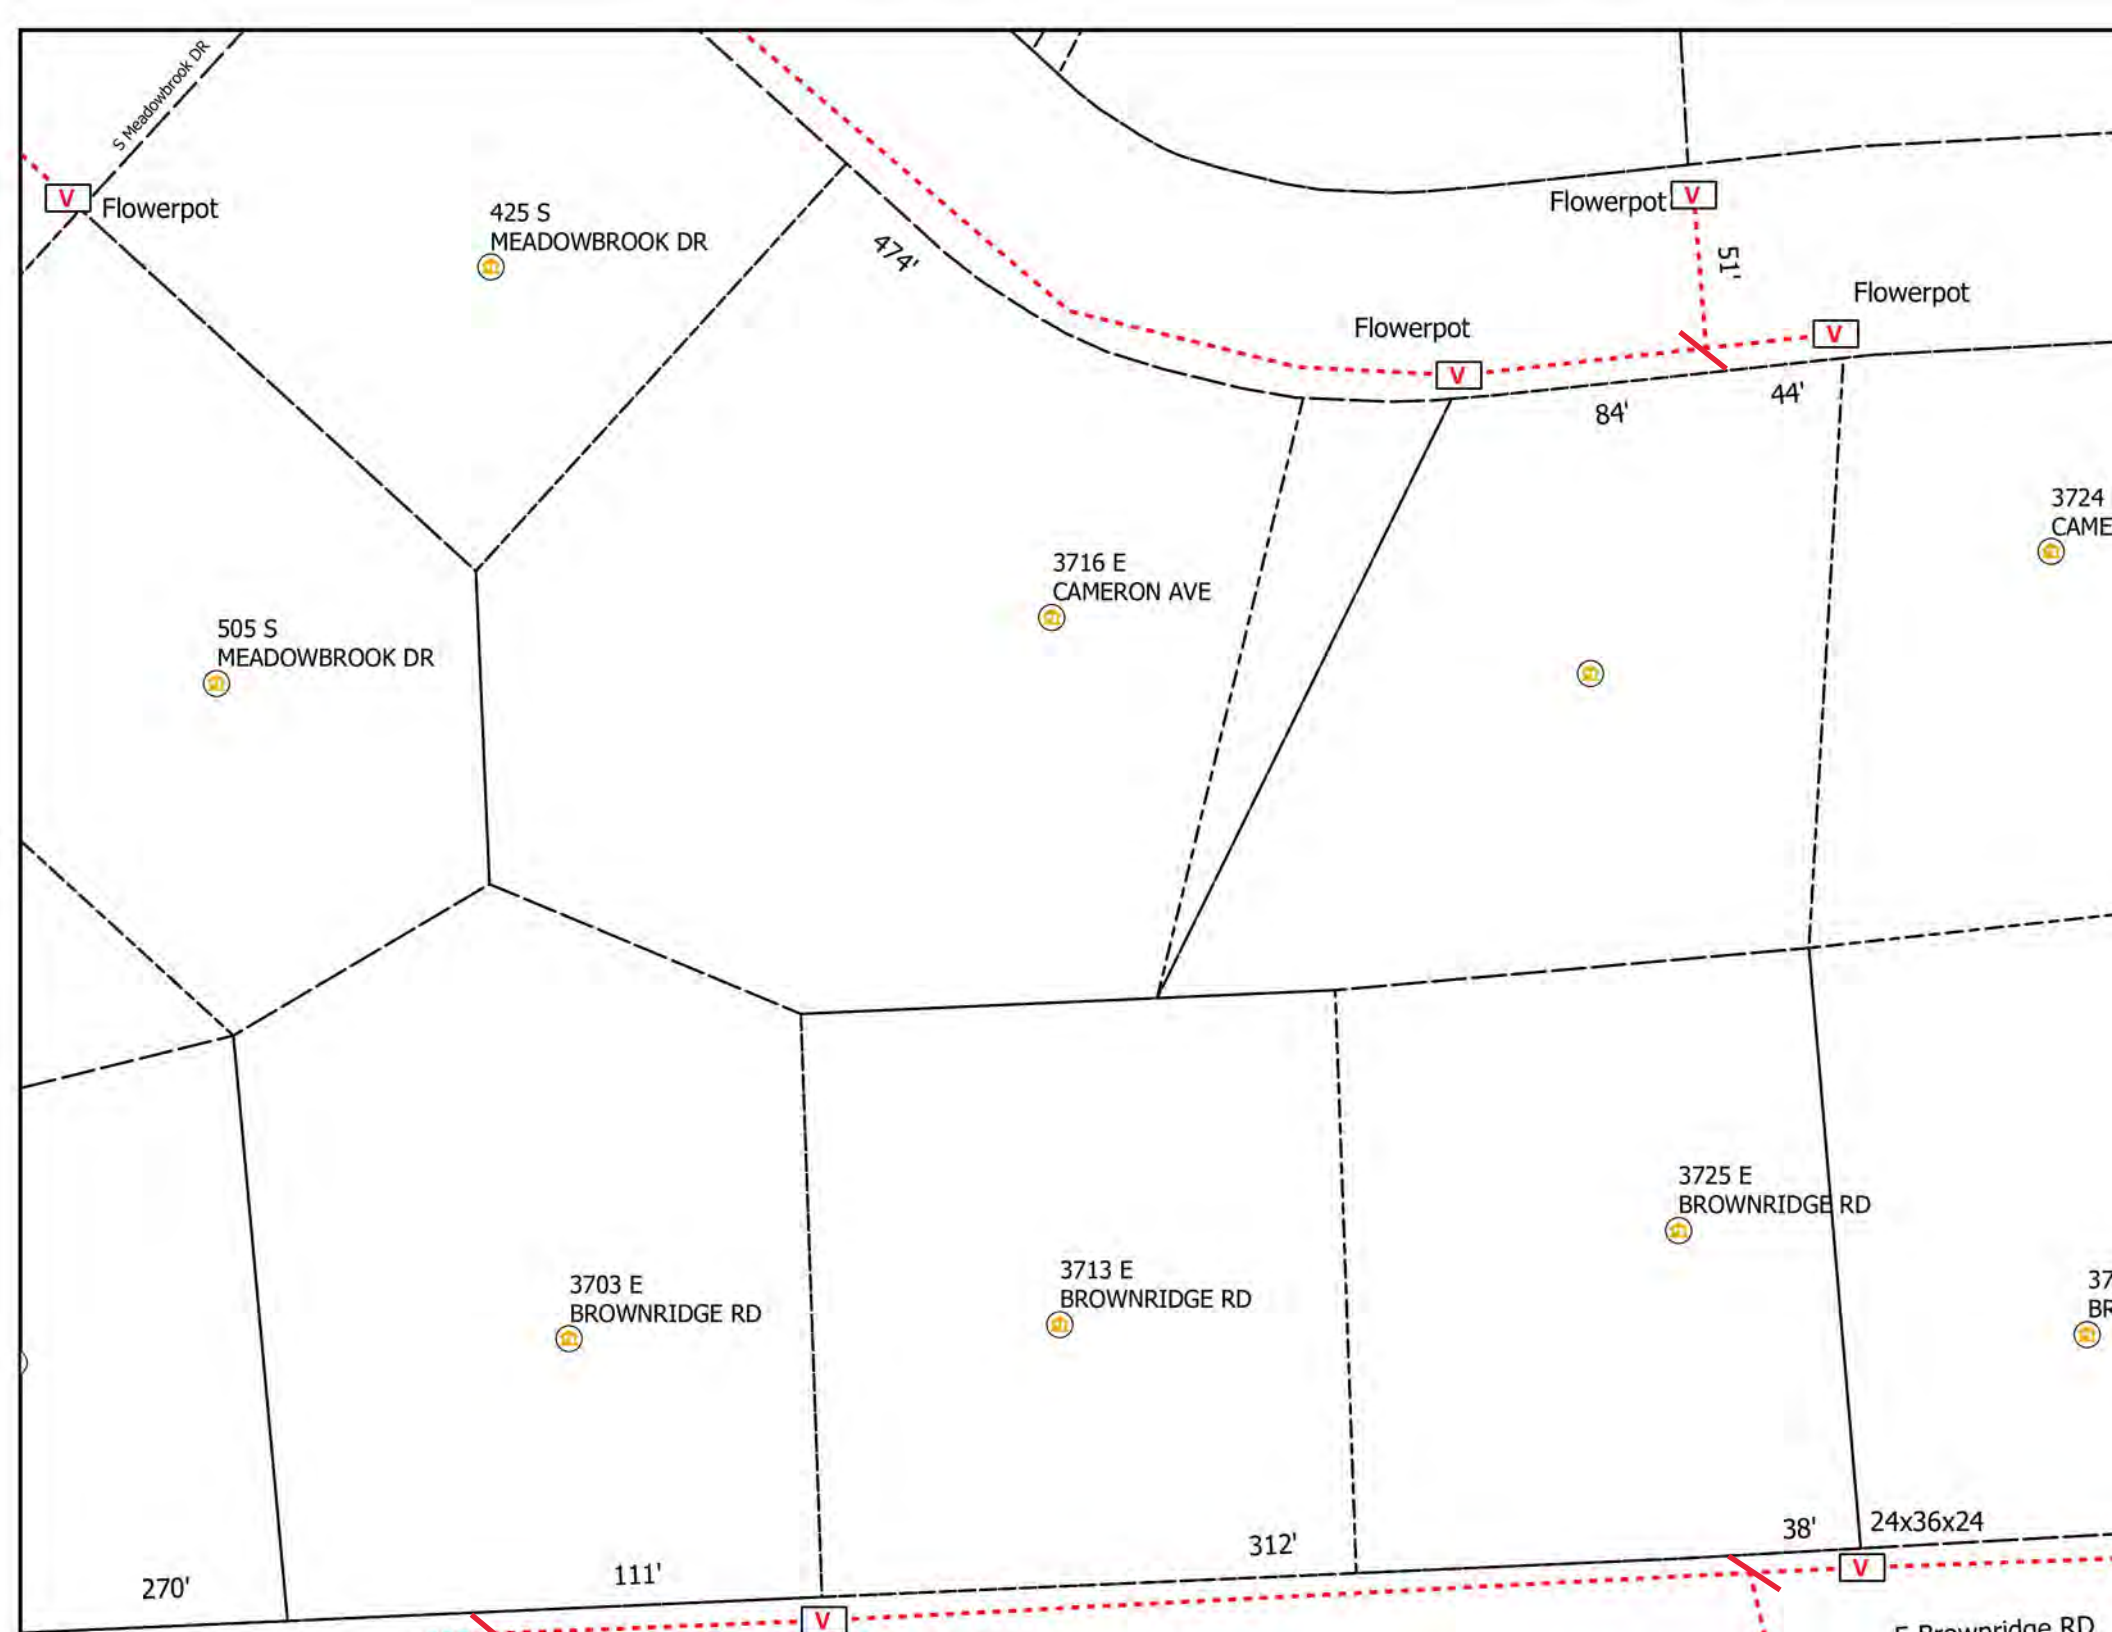 S Meadowbrook DR
V
Flowerpot
425 S
MEADOWBROOK DR
474'
Flowerpot
V
51'
Flowerpot
V
Flowerpot
V
84'
44'
3724
CAME
3716 E
CAMERON AVE
505 S
MEADOWBROOK DR
3725 E
BROWNRIDGE RD
3703 E
BROWNRIDGE RD
3713 E
BROWNRIDGE RD
37
BR
270'
111'
312'
38'
24x36x24
V
V
E Brownridge RD